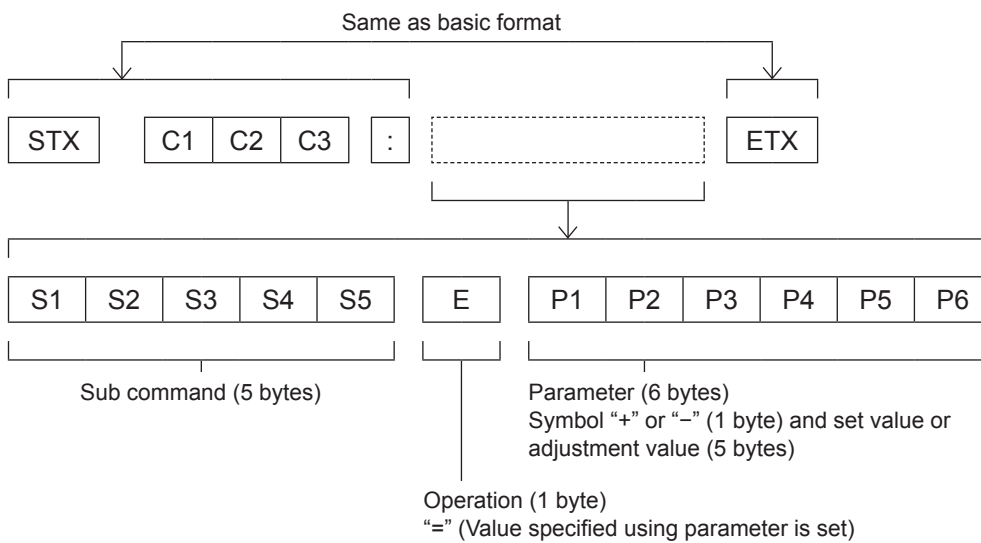 Same as basic format
STX C1 C2 C3 : ETX
S1 S2 S3 S4 S5 E P1 P2 P3 P4 P5 P6
Sub command (5 bytes)
Parameter (6 bytes)
Symbol “+” or “−” (1 byte) and set value or
adjustment value (5 bytes)
Operation (1 byte)
“=” (Value specified using parameter is set)